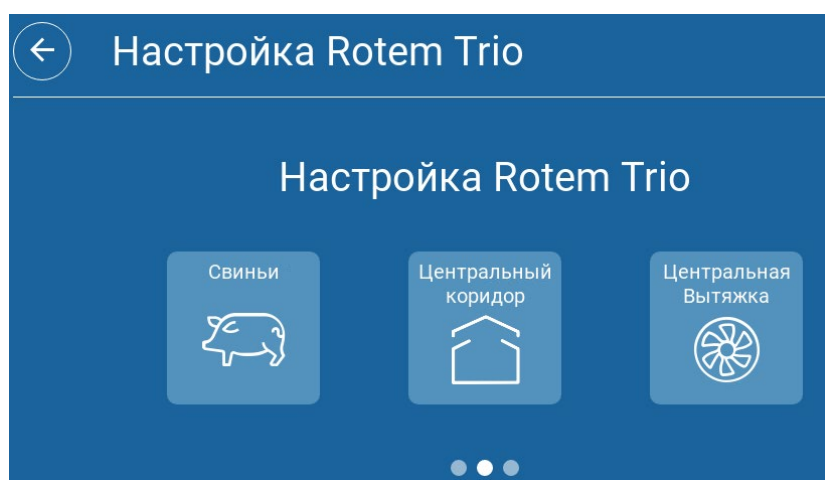 Настройка Rotem Trio
Настройка Rotem Trio
Свиньи
Центральный
коридор
Центральная
Вытяжка